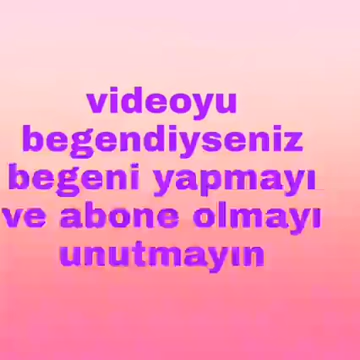 videoyu
begendiyseniz
begeni yapmayı
ve abone olmayı
unutmayın